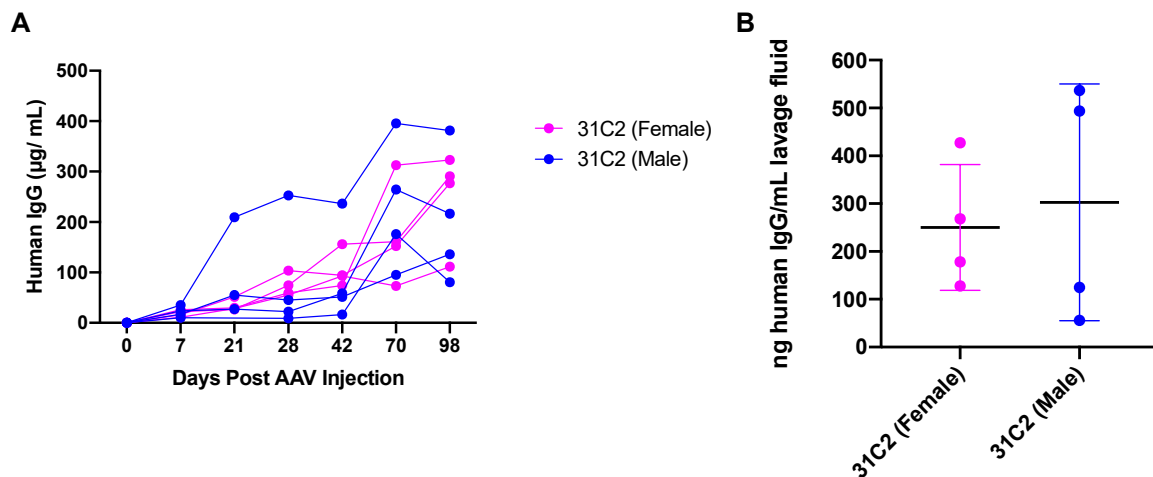 A
Human IgG (µg/ mL)
500
400
300
200
100
0
0 7 21 28 42 70 98
Days Post AAV Injection
31C2 (Female)
31C2 (Male)
B
ng human IgG/mL lavage fluid
600
500
400
300
200
100
0
31C2 (Female)
31C2 (Male)